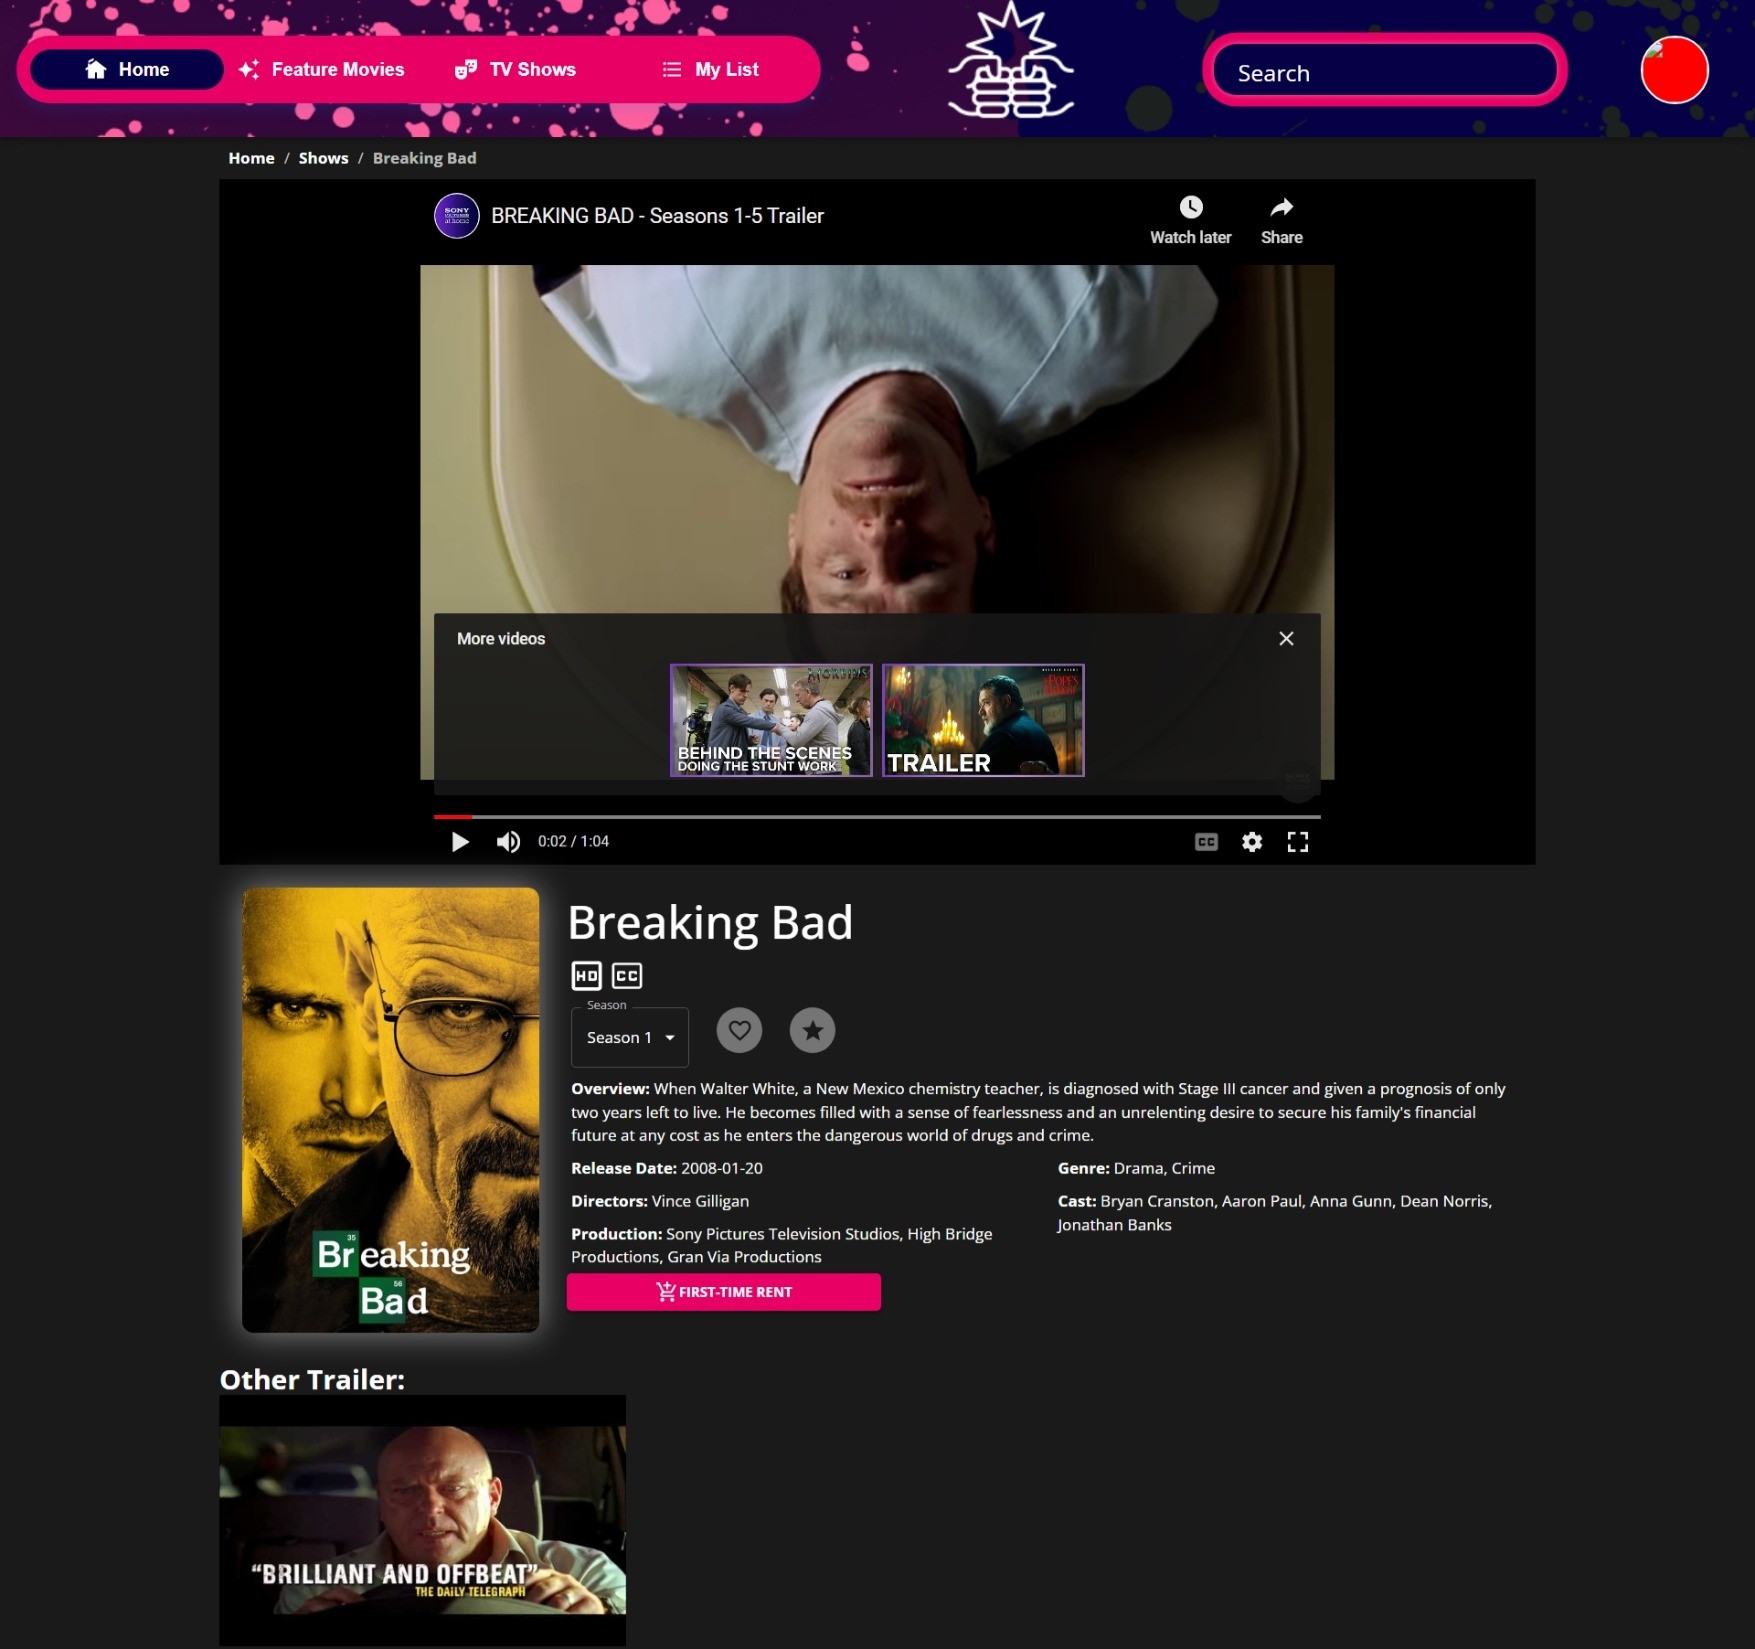 Home
Feature Movies
TV Shows
My List
Search
Home / Shows / Breaking Bad
SONY
at home
BREAKING BAD - Seasons 1-5 Trailer
Watch later
Share
More videos
BEHIND THE SCENES
DOING THE STUNT WORK
TRAILER
0:02 / 1:04
CC
Breaking Bad
HD
CC
Season
Season 1
Overview: When Walter White, a New Mexico chemistry teacher, is diagnosed with Stage III cancer and given a prognosis of only
two years left to live. He becomes filled with a sense of fearlessness and an unrelenting desire to secure his family's financial
future at any cost as he enters the dangerous world of drugs and crime.
Release Date: 2008-01-20
Genre: Drama, Crime
Directors: Vince Gilligan
Cast: Bryan Cranston, Aaron Paul, Anna Gunn, Dean Norris,
Jonathan Banks
Production: Sony Pictures Television Studios, High Bridge
Productions, Gran Via Productions
FIRST-TIME RENT
35
Breaking
56
Bad
Other Trailer:
“BRILLIANT AND OFFBEAT”
THE DAILY TELEGRAPH